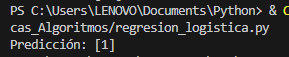 PS C:\Users\LENOVO\Documents\Python> & C
cas_Algoritmos/regresion_logistica.py
Predicción: [1]